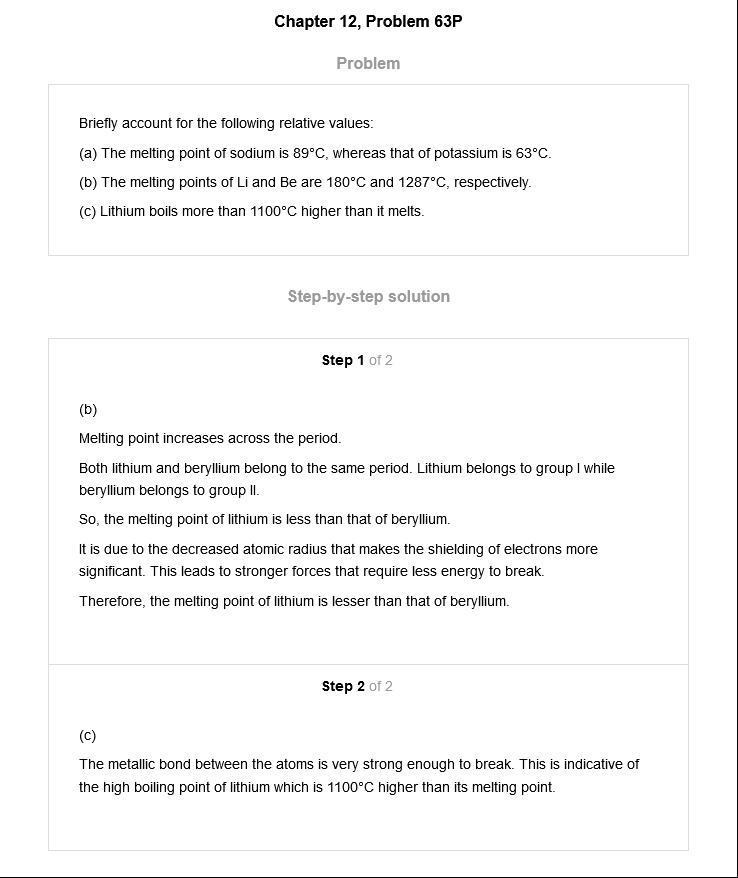 Chapter 12, Problem 63P
Problem
Briefly account for the following relative values:
(a) The melting point of sodium is 89°C, whereas that of potassium is 63°C.
(b) The melting points of Li and Be are 180°C and 1287°C, respectively.
(c) Lithium boils more than 1100°C higher than it melts.
Step-by-step solution
Step 1 of 2
(b)
Melting point increases across the period.
Both lithium and beryllium belong to the same period. Lithium belongs to group I while
beryllium belongs to group II.
So, the melting point of lithium is less than that of beryllium.
It is due to the decreased atomic radius that makes the shielding of electrons more
significant. This leads to stronger forces that require less energy to break.
Therefore, the melting point of lithium is lesser than that of beryllium.
Step 2 of 2
(c)
The metallic bond between the atoms is very strong enough to break. This is indicative of
the high boiling point of lithium which is 1100°C higher than its melting point.